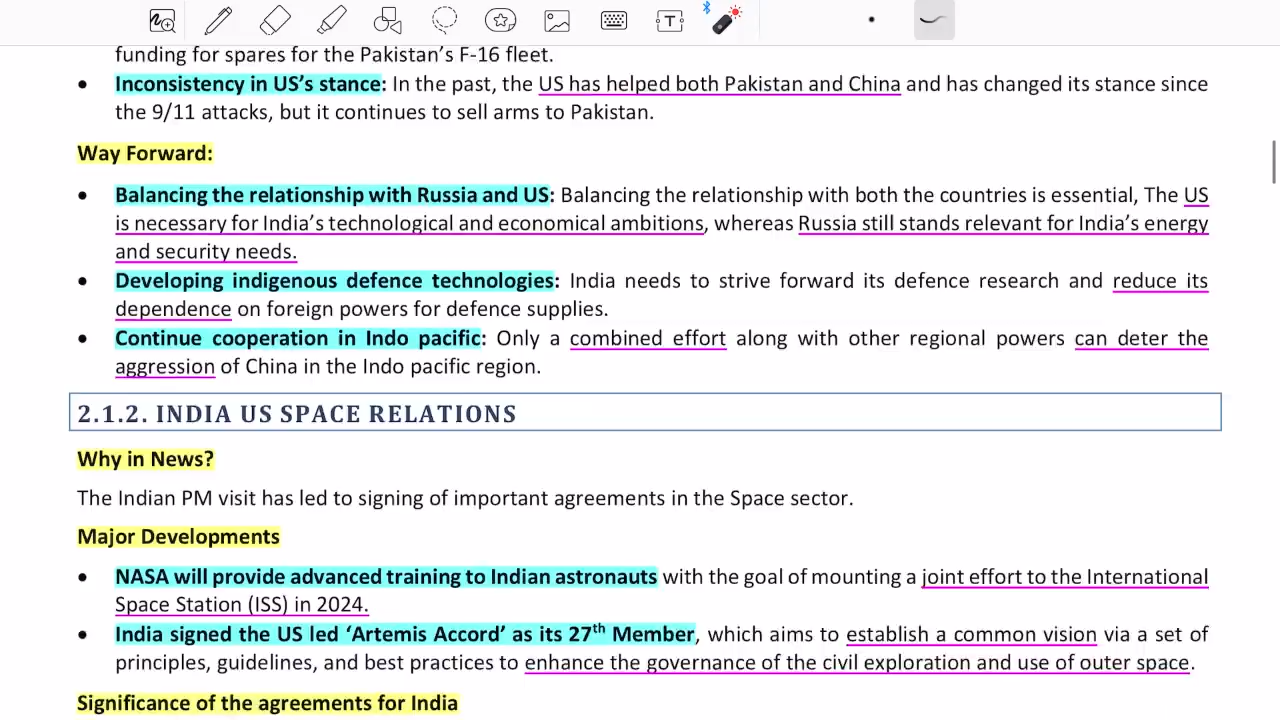 T
funding for spares for the Pakistan's F-16 fleet.
• Inconsistency in US's stance: In the past, the US has helped both Pakistan and China and has changed its stance since
the 9/11 attacks, but it continues to sell arms to Pakistan.
Way Forward:
• Balancing the relationship with Russia and US: Balancing the relationship with both the countries is essential, The US
is necessary for India's technological and economical ambitions, whereas Russia still stands relevant for India's energy
and security needs.
• Developing indigenous defence technologies: India needs to strive forward its defence research and reduce its
dependence on foreign powers for defence supplies.
• Continue cooperation in Indo pacific: Only a combined effort along with other regional powers can deter the
aggression of China in the Indo pacific region.
2.1.2. INDIA US SPACE RELATIONS
Why in News?
The Indian PM visit has led to signing of important agreements in the Space sector.
Major Developments
• NASA will provide advanced training to Indian astronauts with the goal of mounting a joint effort to the International
Space Station (ISS) in 2024.
• India signed the US led 'Artemis Accord' as its 27th Member, which aims to establish a common vision via a set of
principles, guidelines, and best practices to enhance the governance of the civil exploration and use of outer space.
Significance of the agreements for India